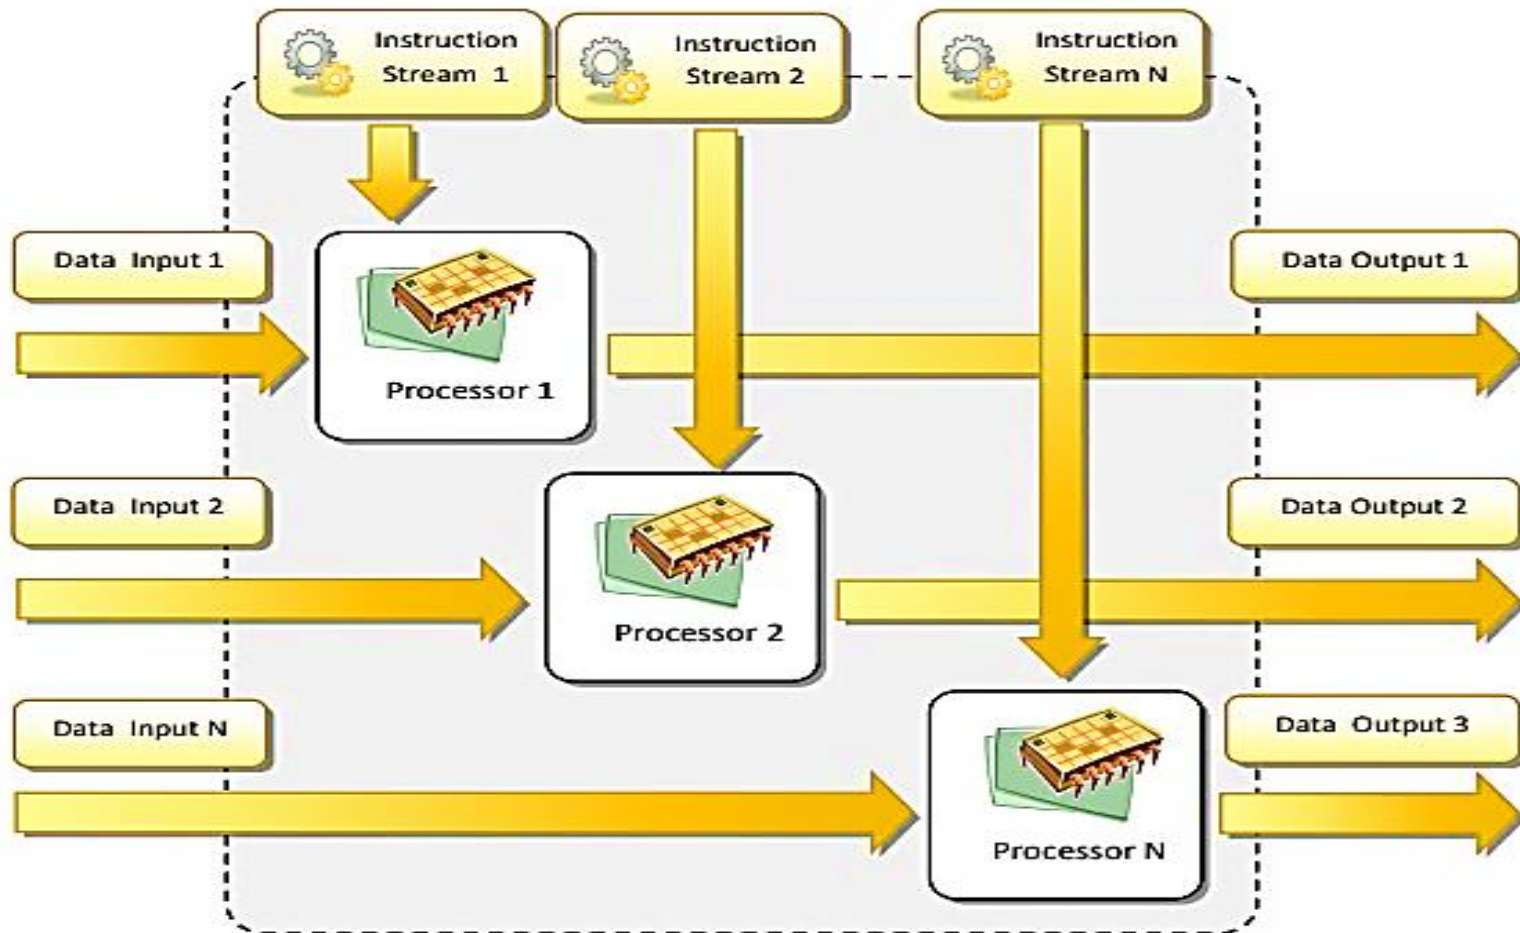 Instruction
Stream 1
Instruction
Stream 2
Instruction
Stream N
Data Input 1
Data Output 1
Processor 1
Data Input 2
Data Output 2
Processor 2
Data Input N
Data Output 3
Processor N